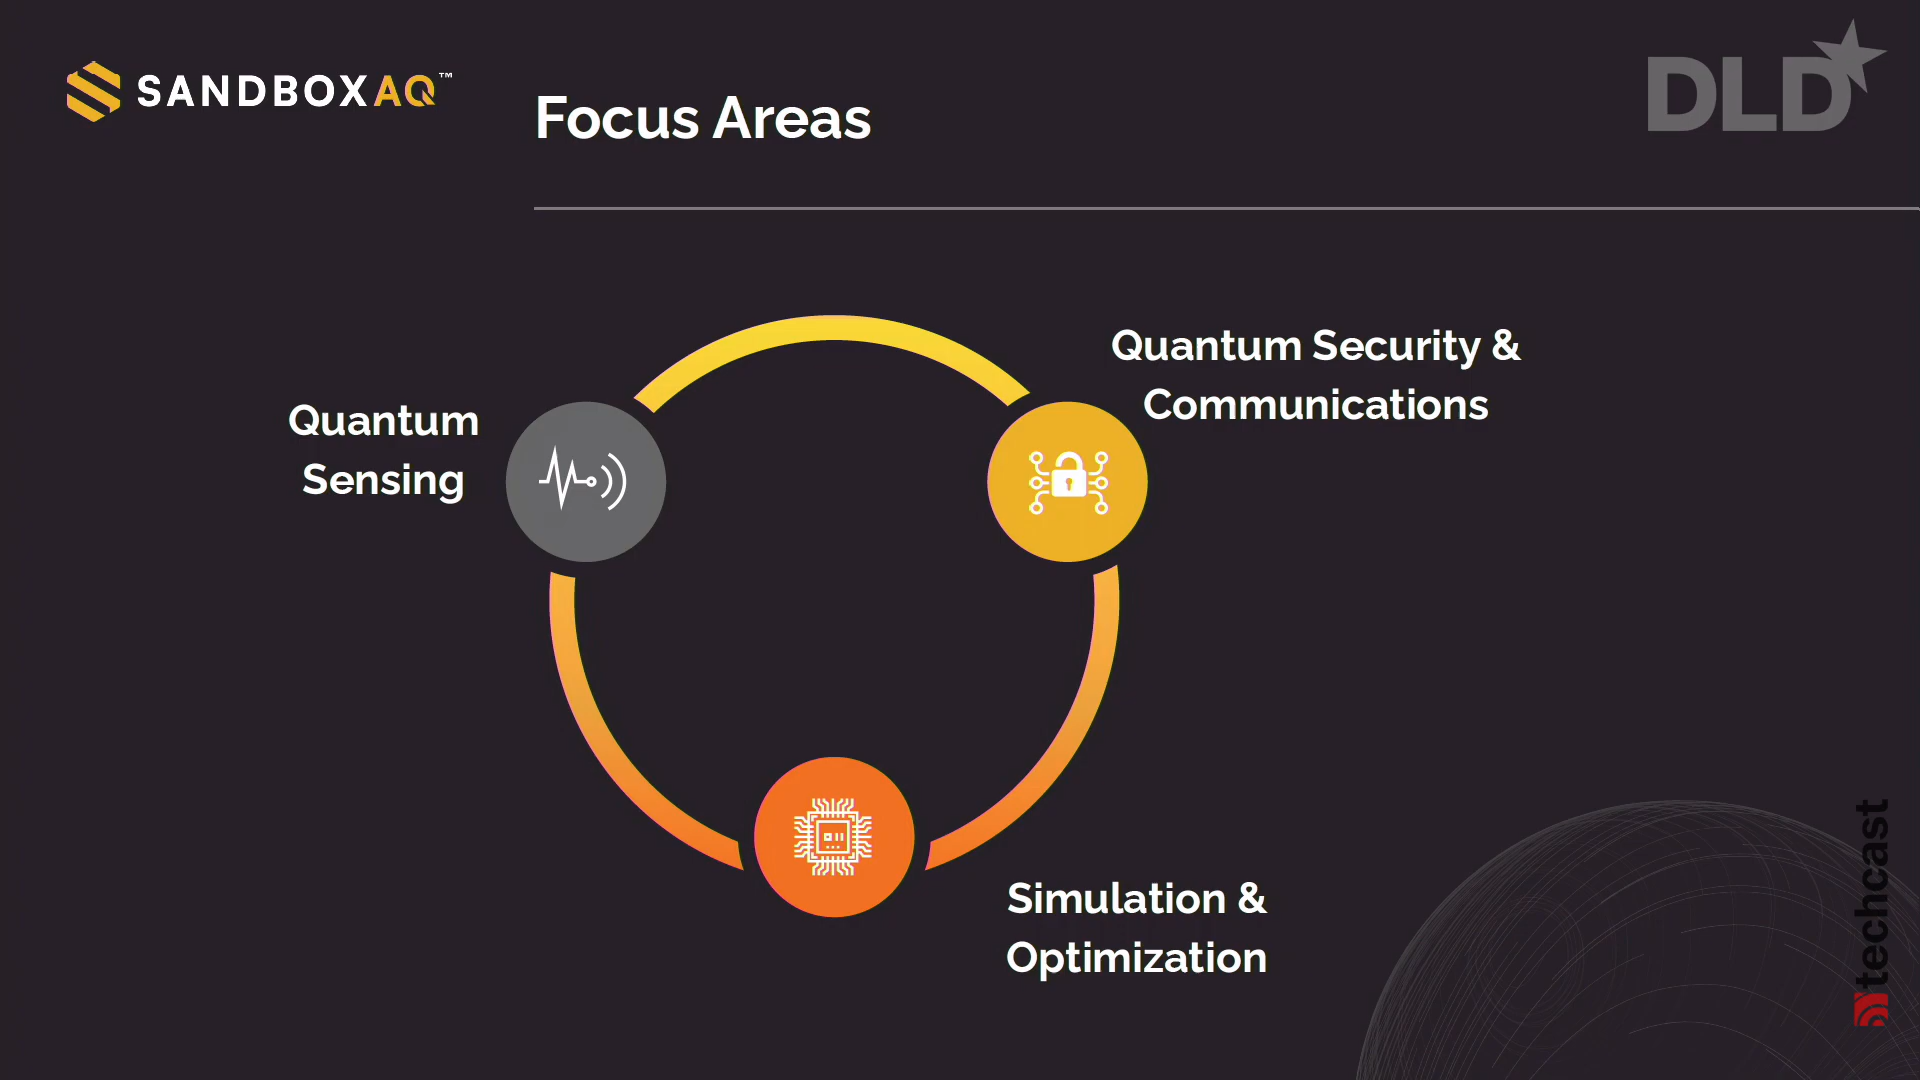 SANDBOXAQ™
DLD
Focus Areas
Quantum Security &
Communications
Quantum
Sensing
Simulation &
Optimization
techcast